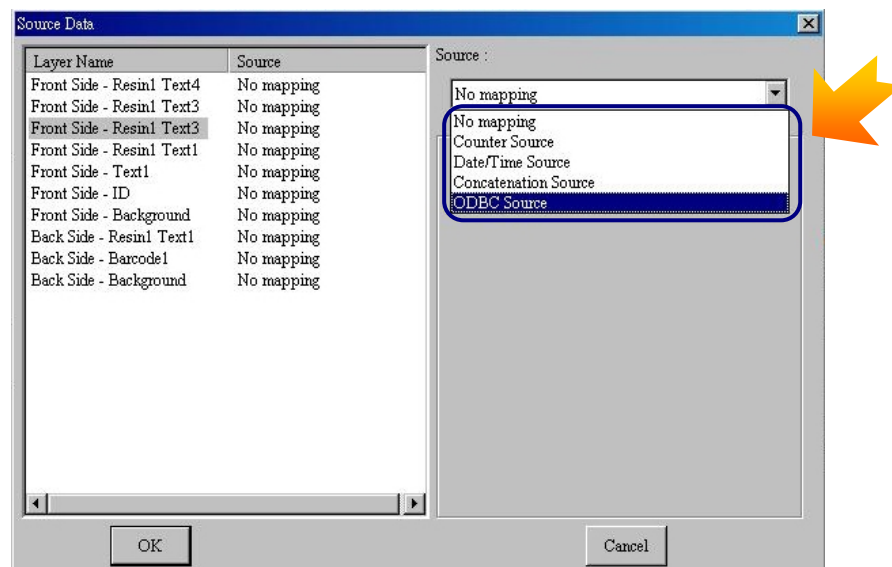 Source Data
Layer Name Source
Front Side - Resin1 Text4 No mapping
Front Side - Resin1 Text3 No mapping
Front Side - Resin1 Text3 No mapping
Front Side - Resin1 Text1 No mapping
Front Side - Text1 No mapping
Front Side - ID No mapping
Front Side - Background No mapping
Back Side - Resin1 Text1 No mapping
Back Side - Barcode1 No mapping
Back Side - Background No mapping
Source :
No mapping
No mapping
Counter Source
Date/Time Source
Concatenation Source
ODBC Source
OK
Cancel